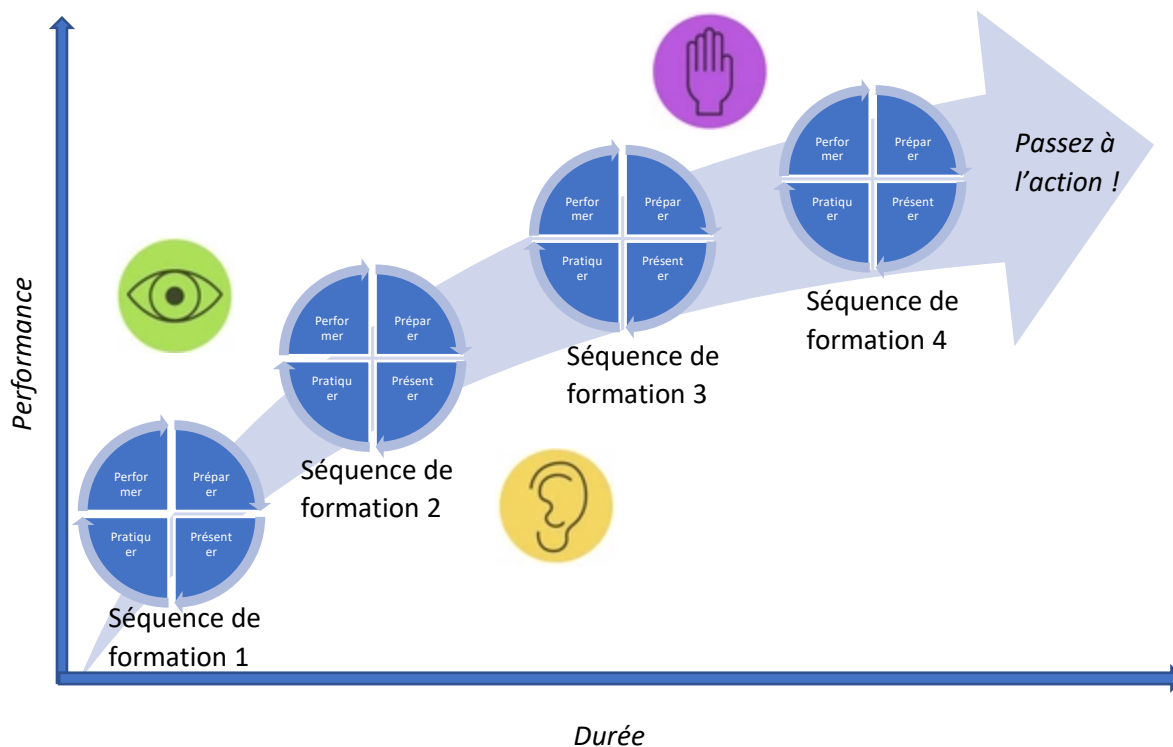 Performance
Perfor
mer
Prépar
er
Pratiqu
er
Présent
er
Séquence de
formation 1
Perfor
mer
Prépar
er
Pratiqu
er
Présent
er
Séquence de
formation 2
Perfor
mer
Prépar
er
Pratiqu
er
Présent
er
Séquence de
formation 3
Perfor
mer
Prépar
er
Pratiqu
er
Présent
er
Séquence de
formation 4
Passez à
l’action !
Durée